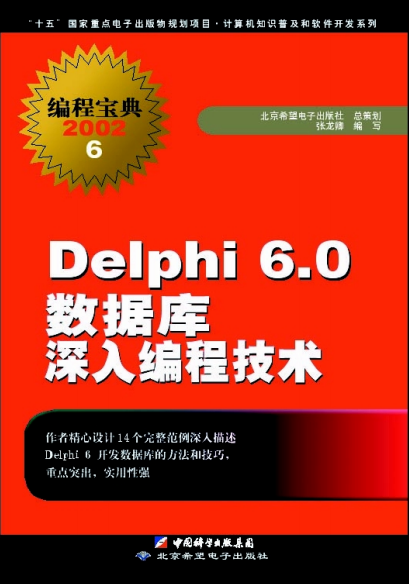 "十五"国家重点电子出版物规划项目·计算机知识普及和软件开发系列
编程宝典
2002
6
北京希望电子出版社 总策划
张龙卿 编 写
Delphi 6.0
数据库
深入编程技术
作者精心设计14个完整范例深入描述
Delphi 6 开发数据库的方法和技巧，
重点突出，实用性强
中国科学出版集团
北京希望电子出版社